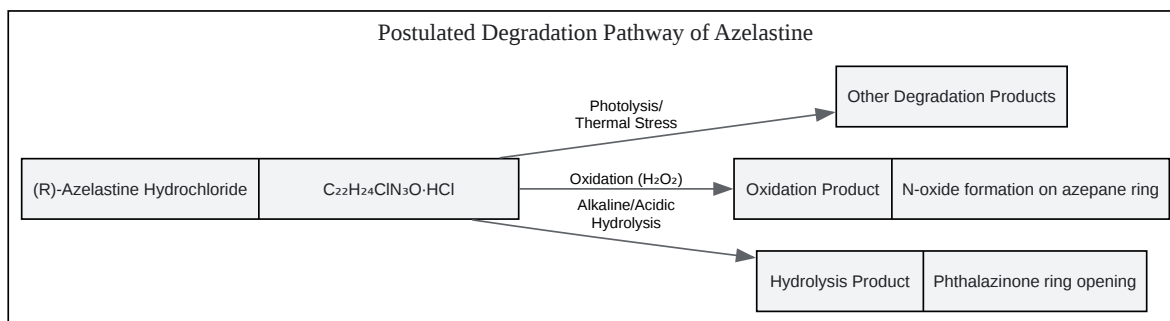 Postulated Degradation Pathway of Azelastine
Other Degradation Products
Photolysis/
Thermal Stress
(R)-Azelastine Hydrochloride
C₂₂H₂₄ClN₃O·HCl
Oxidation (H₂O₂)
Oxidation Product
N-oxide formation on azepane ring
Alkaline/Acidic
Hydrolysis
Hydrolysis Product
Phthalazinone ring opening